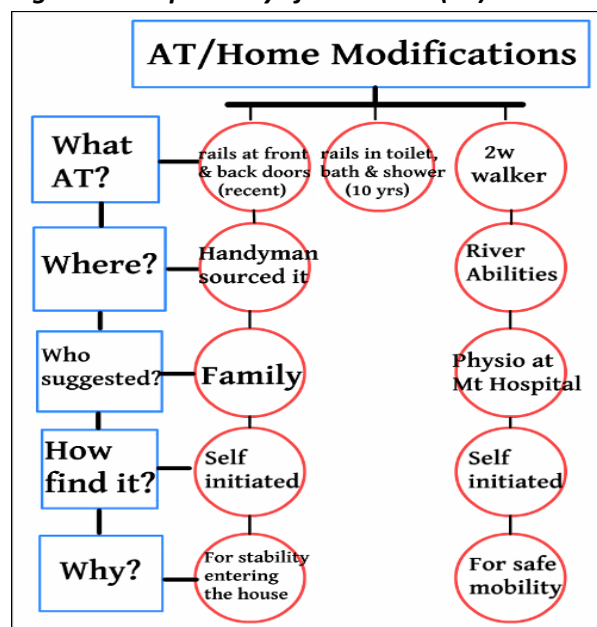 AT/Home Modifications
What
AT?
rails at front
& back doors
(recent)
rails in toilet,
bath & shower
(10 yrs)
2w
walker
Where?
Handyman
sourced it
River
Abilities
Who
suggested?
Family
Physio at
Mt Hospital
How
find it?
Self
initiated
Self
initiated
Why?
For stability
entering
the house
For safe
mobility